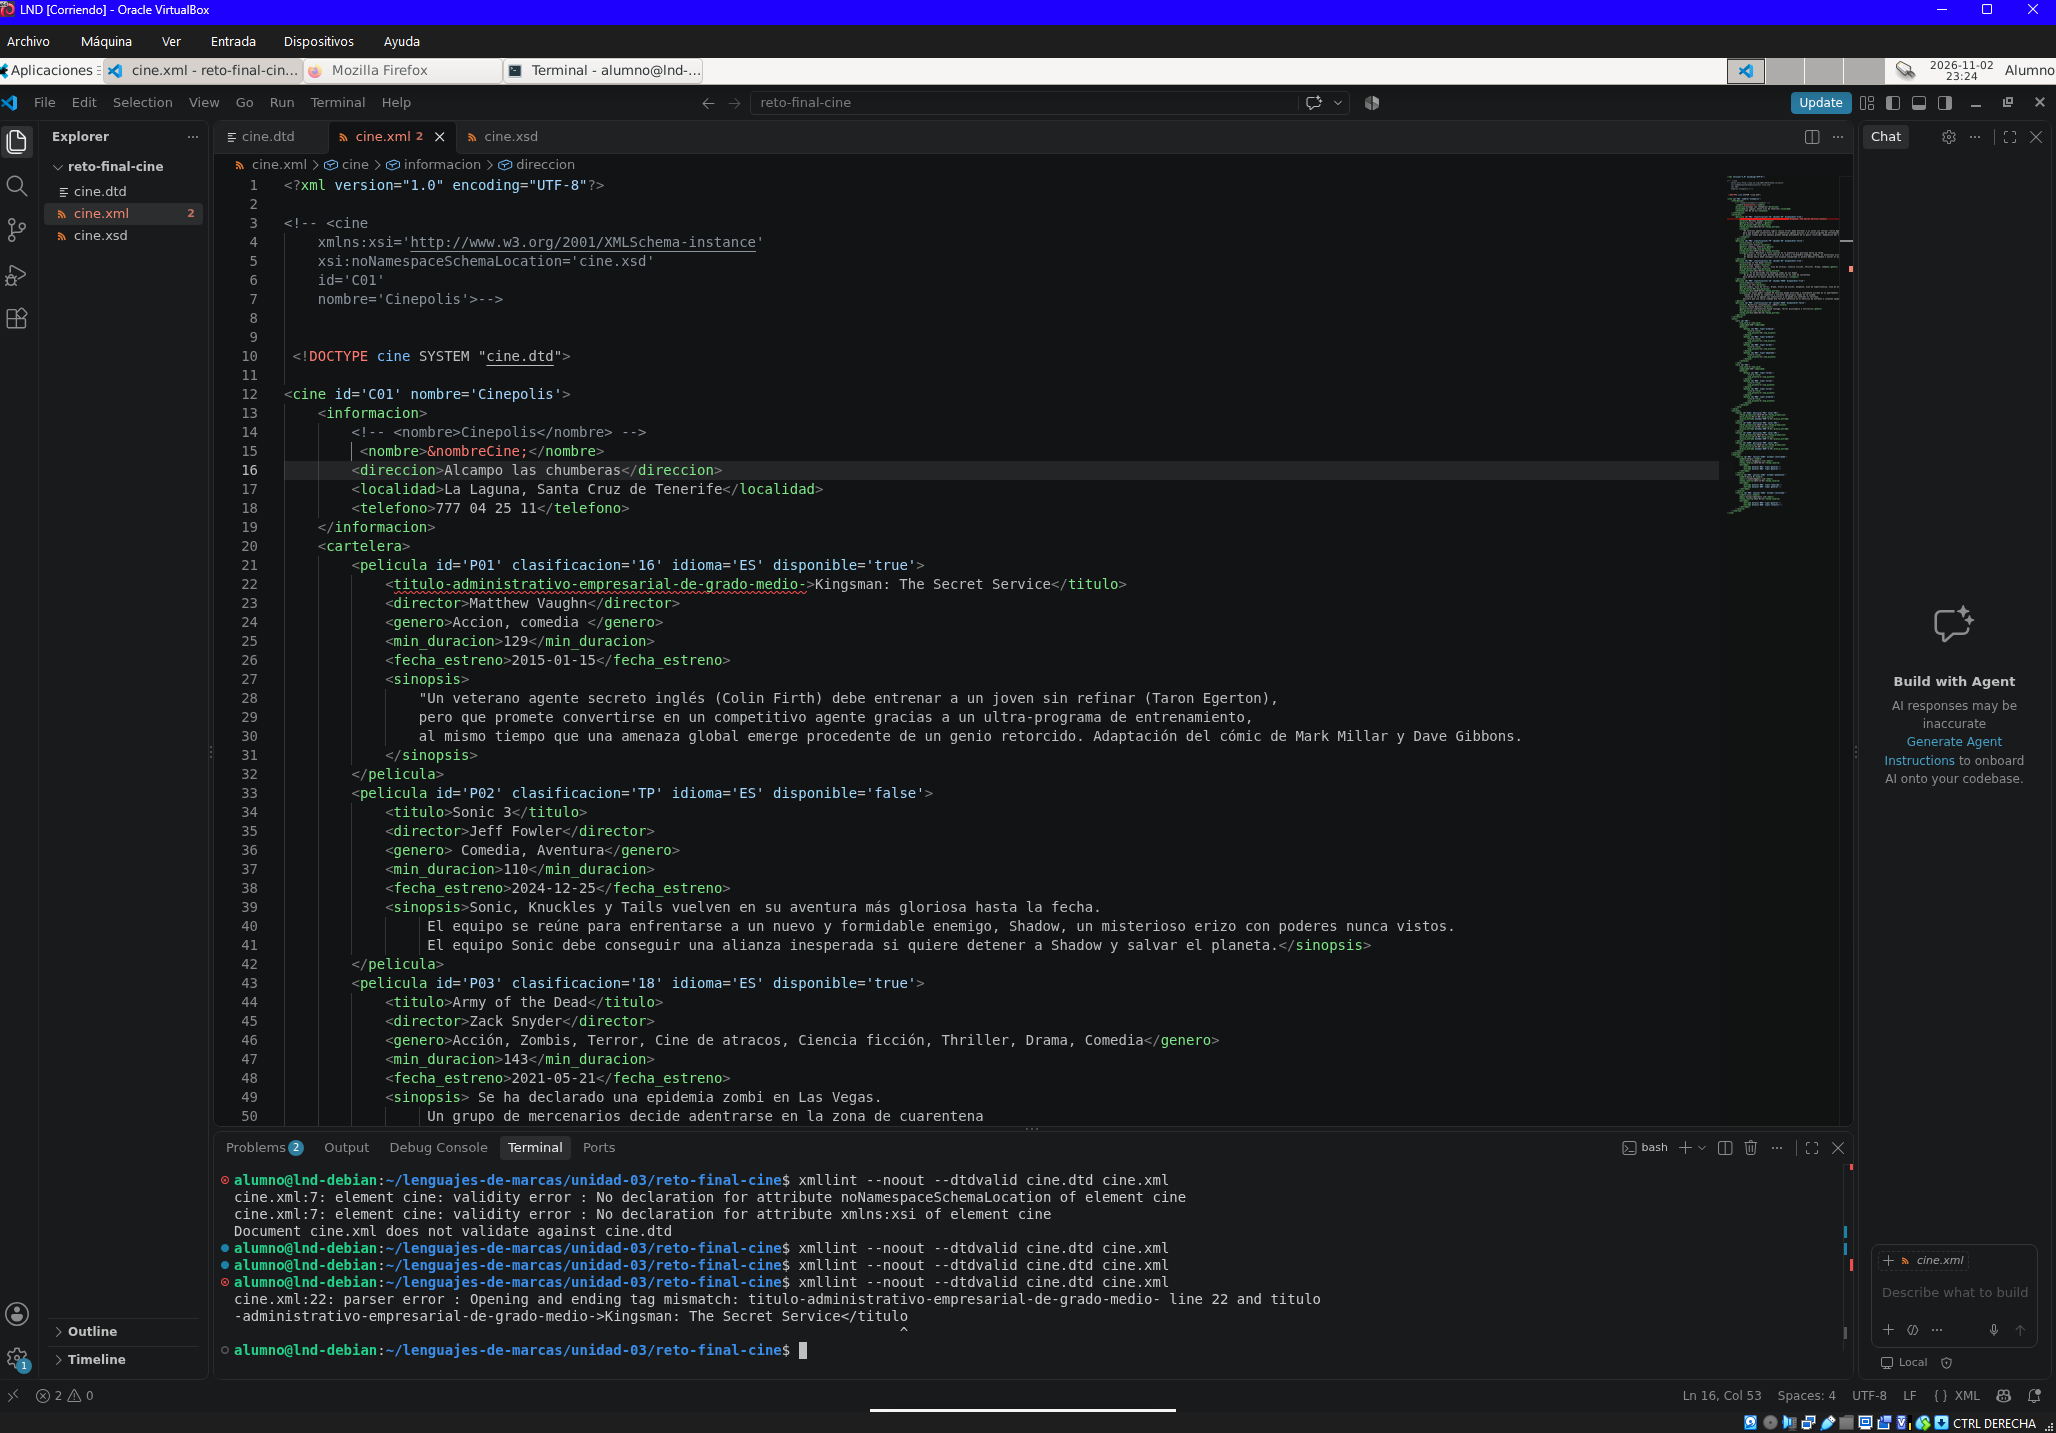 LND [Corriendo] - Oracle VirtualBox
Archivo Máquina Ver Entrada Dispositivos Ayuda
Aplicaciones cine.xml - reto-final-cin... Mozilla Firefox Terminal - alumno@lnd-... 2026-11-02 23:24 Alumno
File Edit Selection View Go Run Terminal Help reto-final-cine Update
Explorer
reto-final-cine
cine.dtd
cine.xml 2
cine.xsd
Outline
Timeline
cine.dtd cine.xml 2 cine.xsd
cine.xml > cine > informacion > direccion
1 <?xml version="1.0" encoding="UTF-8"?>
2
3 <!-- <cine
4 xmlns:xsi='http://www.w3.org/2001/XMLSchema-instance'
5 xsi:noNamespaceSchemaLocation='cine.xsd'
6 id='C01'
7 nombre='Cinepolis'>-->
8
9
10 <!DOCTYPE cine SYSTEM "cine.dtd">
11
12 <cine id='C01' nombre='Cinepolis'>
13 <informacion>
14 <!-- <nombre>Cinepolis</nombre> -->
15 <nombre>&nombreCine;</nombre>
16 <direccion>Alcampo las chumberas</direccion>
17 <localidad>La Laguna, Santa Cruz de Tenerife</localidad>
18 <telefono>777 04 25 11</telefono>
19 </informacion>
20 <cartelera>
21 <pelicula id='P01' clasificacion='16' idioma='ES' disponible='true'>
22 <titulo-administrativo-empresarial-de-grado-medio->Kingsman: The Secret Service</titulo>
23 <director>Matthew Vaughn</director>
24 <genero>Accion, comedia </genero>
25 <min_duracion>129</min_duracion>
26 <fecha_estreno>2015-01-15</fecha_estreno>
27 <sinopsis>
28 "Un veterano agente secreto inglés (Colin Firth) debe entrenar a un joven sin refinar (Taron Egerton),
29 pero que promete convertirse en un competitivo agente gracias a un ultra-programa de entrenamiento,
30 al mismo tiempo que una amenaza global emerge procedente de un genio retorcido. Adaptación del cómic de Mark Millar y Dave Gibbons.
31 </sinopsis>
32 </pelicula>
33 <pelicula id='P02' clasificacion='TP' idioma='ES' disponible='false'>
34 <titulo>Sonic 3</titulo>
35 <director>Jeff Fowler</director>
36 <genero> Comedia, Aventura</genero>
37 <min_duracion>110</min_duracion>
38 <fecha_estreno>2024-12-25</fecha_estreno>
39 <sinopsis>Sonic, Knuckles y Tails vuelven en su aventura más gloriosa hasta la fecha.
40 El equipo se reúne para enfrentarse a un nuevo y formidable enemigo, Shadow, un misterioso erizo con poderes nunca vistos.
41 El equipo Sonic debe conseguir una alianza inesperada si quiere detener a Shadow y salvar el planeta.</sinopsis>
42 </pelicula>
43 <pelicula id='P03' clasificacion='18' idioma='ES' disponible='true'>
44 <titulo>Army of the Dead</titulo>
45 <director>Zack Snyder</director>
46 <genero>Acción, Zombis, Terror, Cine de atracos, Ciencia ficción, Thriller, Drama, Comedia</genero>
47 <min_duracion>143</min_duracion>
48 <fecha_estreno>2021-05-21</fecha_estreno>
49 <sinopsis> Se ha declarado una epidemia zombi en Las Vegas.
50 Un grupo de mercenarios decide adentrarse en la zona de cuarentena
Problems 2 Output Debug Console Terminal Ports bash
alumno@lnd-debian:~/lenguajes-de-marcas/unidad-03/reto-final-cine$ xmllint --noout --dtdvalid cine.dtd cine.xml
cine.xml:7: element cine: validity error : No declaration for attribute noNamespaceSchemaLocation of element cine
cine.xml:7: element cine: validity error : No declaration for attribute xmlns:xsi of element cine
Document cine.xml does not validate against cine.dtd
alumno@lnd-debian:~/lenguajes-de-marcas/unidad-03/reto-final-cine$ xmllint --noout --dtdvalid cine.dtd cine.xml
alumno@lnd-debian:~/lenguajes-de-marcas/unidad-03/reto-final-cine$ xmllint --noout --dtdvalid cine.dtd cine.xml
alumno@lnd-debian:~/lenguajes-de-marcas/unidad-03/reto-final-cine$ xmllint --noout --dtdvalid cine.dtd cine.xml
cine.xml:22: parser error : Opening and ending tag mismatch: titulo-administrativo-empresarial-de-grado-medio- line 22 and titulo
-administrativo-empresarial-de-grado-medio->Kingsman: The Secret Service</titulo
^
alumno@lnd-debian:~/lenguajes-de-marcas/unidad-03/reto-final-cine$
Chat
Build with Agent
AI responses may be
inaccurate
Generate Agent
Instructions to onboard
AI onto your codebase.
cine.xml
Describe what to build
Local
1
2 0 Ln 16, Col 53 Spaces: 4 UTF-8 LF { } XML
CTRL DERECHA